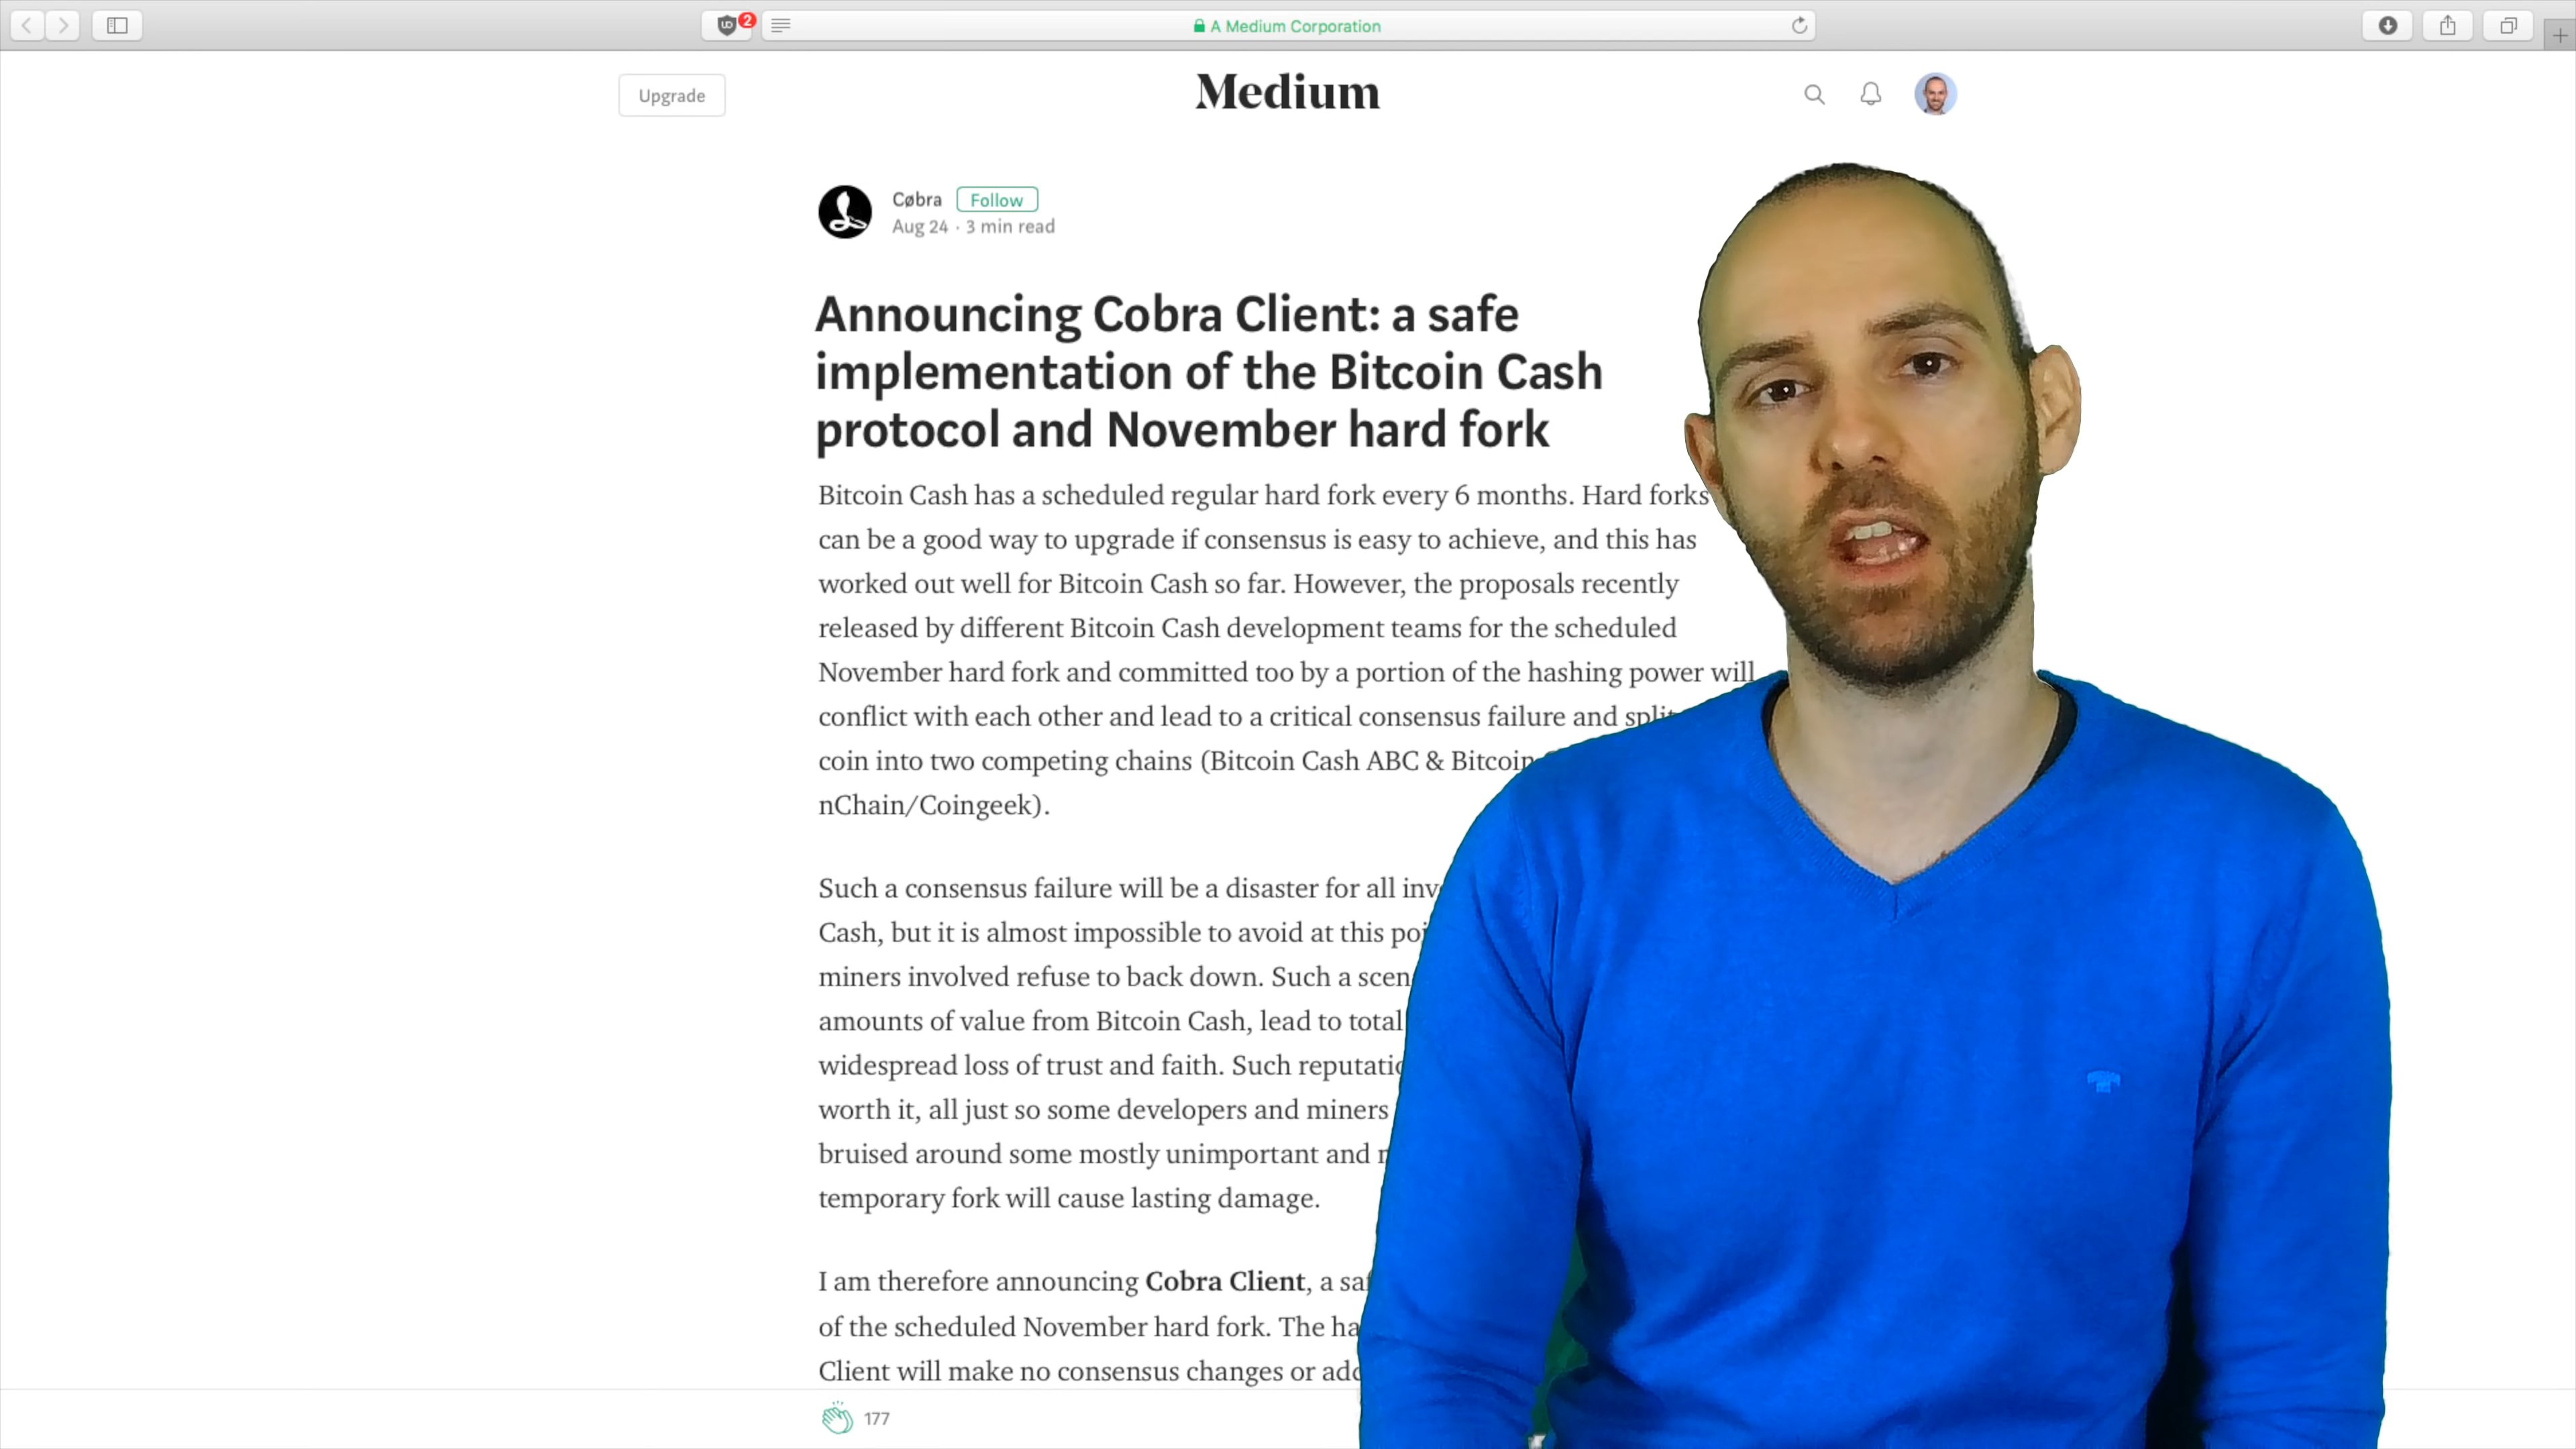 2
A Medium Corporation
Upgrade
Medium
Cøbra Follow
Aug 24 · 3 min read
Announcing Cobra Client: a safe
implementation of the Bitcoin Cash
protocol and November hard fork
Bitcoin Cash has a scheduled regular hard fork every 6 months. Hard forks
can be a good way to upgrade if consensus is easy to achieve, and this has
worked out well for Bitcoin Cash so far. However, the proposals recently
released by different Bitcoin Cash development teams for the scheduled
November hard fork and committed too by a portion of the hashing power will
conflict with each other and lead to a critical consensus failure and split
coin into two competing chains (Bitcoin Cash ABC & Bitcoin
nChain/Coingeek).
Such a consensus failure will be a disaster for all
Cash, but it is almost impossible to avoid at this
miners involved refuse to back down. Such a
amounts of value from Bitcoin Cash, lead to total
widespread loss of trust and faith. Such
worth it, all just so some developers and miners
bruised around some mostly unimportant and
temporary fork will cause lasting damage.
I am therefore announcing Cobra Client, a
of the scheduled November hard fork. The
Client will make no consensus changes or
177